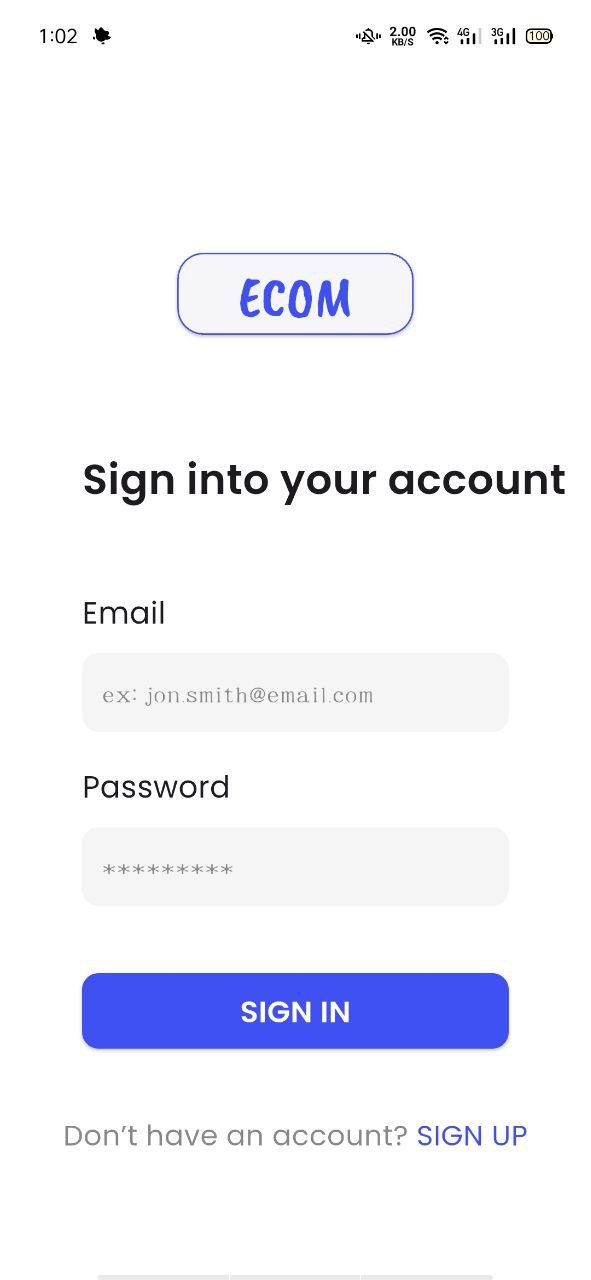 1:02 2.00 KB/S 4G 3G 100
ECOM
Sign into your account
Email
ex: jon.smith@email.com
Password
*********
SIGN IN
Don’t have an account? SIGN UP